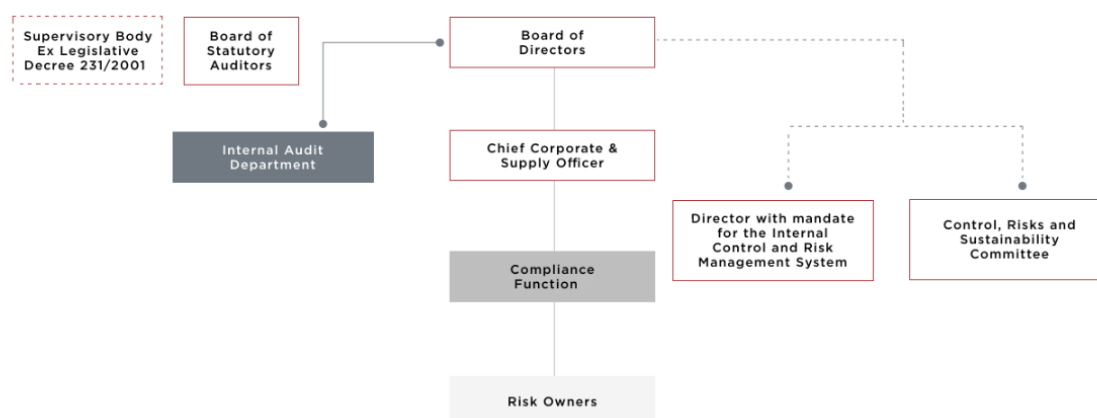 Supervisory Body
Ex Legislative
Decree 231/2001
Board of
Statutory
Auditors
Board of
Directors
Internal Audit
Department
Chief Corporate &
Supply Officer
Director with mandate
for the Internal
Control and Risk
Management System
Control, Risks and
Sustainability
Committee
Compliance
Function
Risk Owners